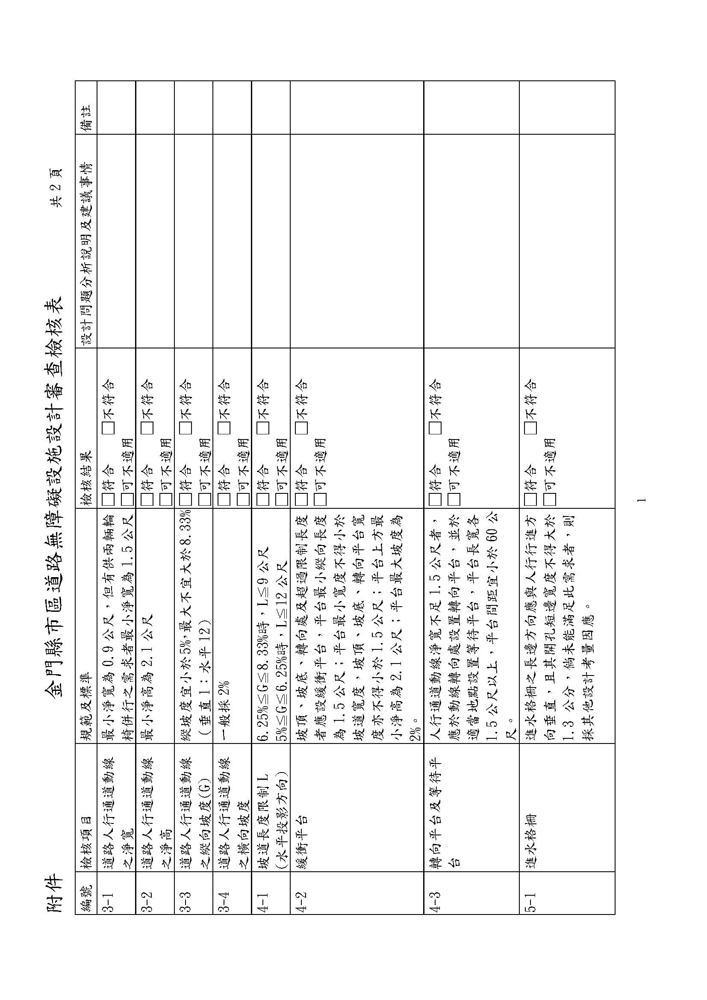 附件 金門縣市區道路無障礙設施設計審查檢核表 共 2 頁
編號 檢核項目 規範及標準 檢核結果 設計問題分析說明及建議事情 備註
3-1 道路人行通道動線 最小淨寬為 0.9 公尺，但有供兩輛輪 □符合 □不符合
之淨寬 椅併行之需求者最小淨寬為 1.5 公尺 □可不適用
3-2 道路人行通道動線 最小淨高為 2.1 公尺 □符合 □不符合
之淨高 □可不適用
3-3 道路人行通道動線 縱坡度宜小於5%，最大不宜大於8.33% □符合 □不符合
之縱向坡度(G) （垂直 1：水平 12） □可不適用
3-4 道路人行通道動線 一般採 2% □符合 □不符合
之橫向坡度 □可不適用
4-1 坡道長度限制 L 6.25%≦G≦8.33%時，L≦9 公尺 □符合 □不符合
(水平投影方向) 5%≦G≦6.25%時，L≦12 公尺 □可不適用
4-2 緩衝平台 坡頂、坡底、轉向處及超過限制長度 □符合 □不符合
者應設緩衝平台，平台最小縱向長度 □可不適用
為 1.5 公尺；平台最小寬度不得小於
坡道寬度，坡頂、坡底、轉向平台寬
度亦不得小於 1.5 公尺；平台上方最
小淨高為 2.1 公尺；平台最大坡度為
2%。
4-3 轉向平台及等待平 人行通道動線淨寬不足 1.5 公尺者， □符合 □不符合
台 應於動線轉向處設置轉向平台，並於 □可不適用
適當地點設置等待平台，平台長寬各
1.5 公尺以上，平台間距宜小於 60 公
尺。
5-1 進水格柵 進水格柵之長邊方向應與人行行進方 □符合 □不符合
向垂直，且其開孔短邊寬度不得大於 □可不適用
1.3 公分，倘未能滿足此需求者，則
採其他設計考量因應。
1